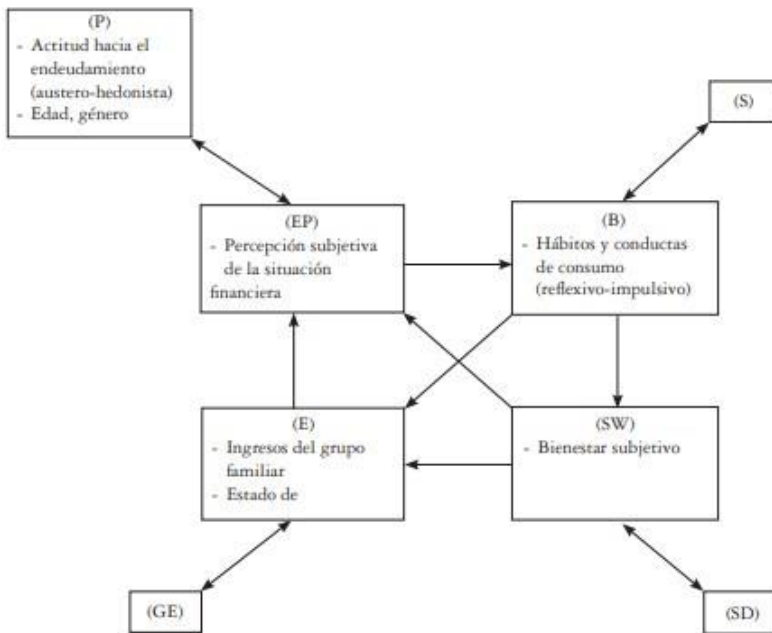 (P)
- Actitud hacia el
endeudamiento
(austero-hedonista)
- Edad, género
(S)
(EP)
- Percepción subjetiva
de la situación
financiera
(B)
- Hábitos y conductas
de consumo
(reflexivo-impulsivo)
(E)
- Ingresos del grupo
familiar
- Estado de
(SW)
- Bienestar subjetivo
(GE)
(SD)